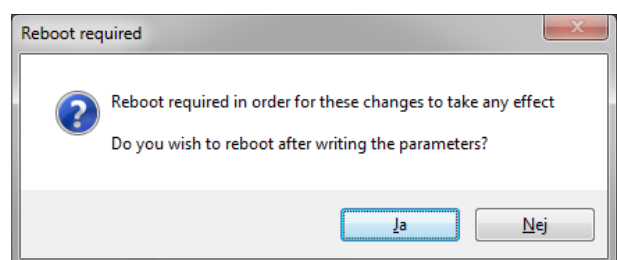 Reboot required
Reboot required in order for these changes to take any effect
Do you wish to reboot after writing the parameters?
Ja
Nej